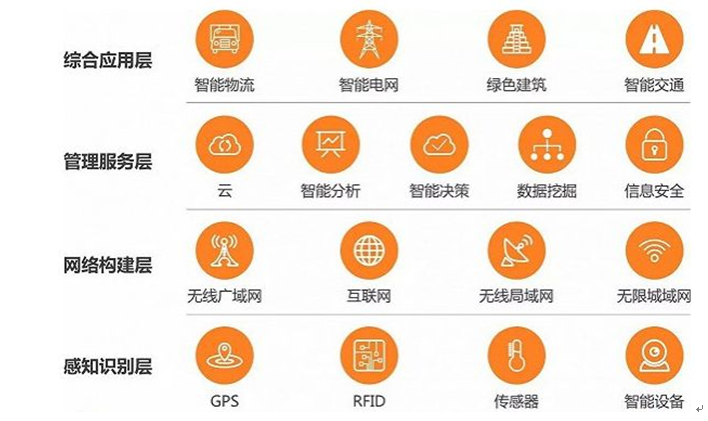 综合应用层
智能物流 智能电网 绿色建筑 智能交通
管理服务层
云 智能分析 智能决策 数据挖掘 信息安全
网络构建层
无线广域网 互联网 无线局域网 无限城域网
感知识别层
GPS RFID 传感器 智能设备